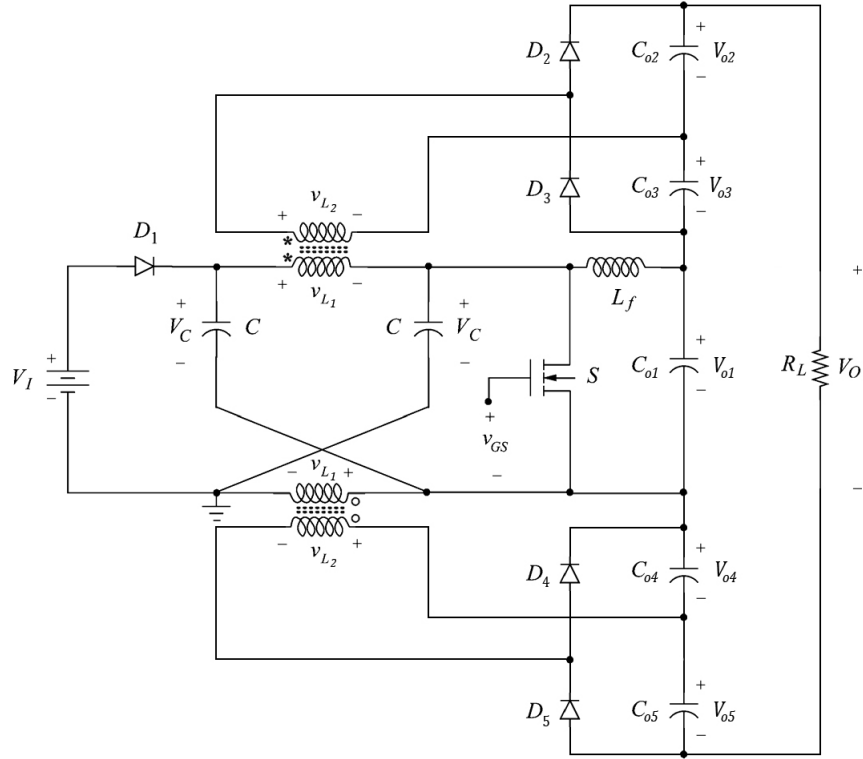 D2 Co2 + Vo2 −
D3 Co3 + Vo3 −
vL2
+ −
*
D1
*
+ −
vL1
Lf
+ VC − C
C + VC −
VI + −
S
+ vGS −
Co1 + Vo1 −
RL + VO −
− vL1 +
− vL2 +
D4 Co4 + Vo4 −
D5 Co5 + Vo5 −